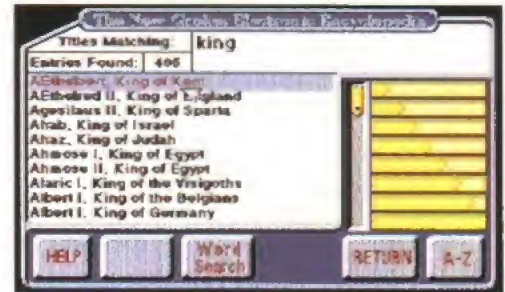 The New Grolier Electronic Encyclopedia
Titles Matching: king
Entries Found: 406
AEthelbert, King of Kent
AEthelred II, King of England
Agesilaus II, King of Sparta
Ahab, King of Israel
Ahaz, King of Judah
Ahmose I, King of Egypt
Ahmose II, King of Egypt
Alaric I, King of the Visigoths
Albert I, King of the Belgians
Albert I, King of Germany
HELP
Word
Search
RETURN
A-Z